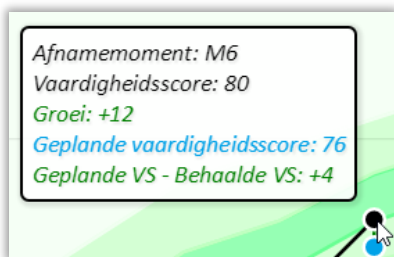 Afnamemoment: M6
Vaardigheidsscore: 80
Groei: +12
Geplande vaardigheidsscore: 76
Geplande VS - Behaalde VS: +4